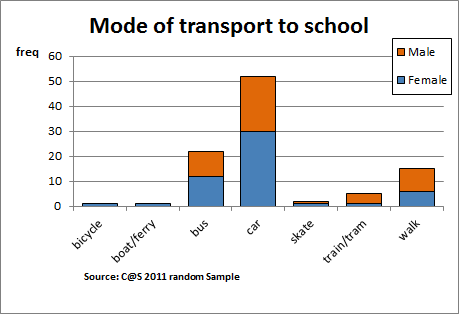 Mode of transport to school
freq
Male
Female
60
50
40
30
20
10
0
bicycle
boat/ferry
bus
car
skate
train/tram
walk
Source: C@S 2011 random Sample